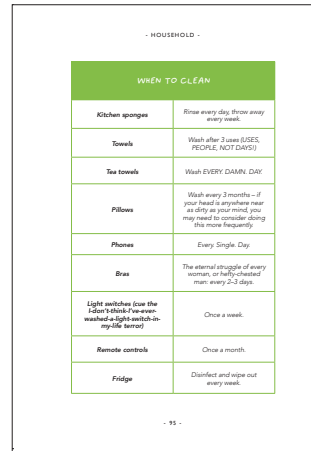 - HOUSEHOLD -
WHEN TO CLEAN
Kitchen sponges
Rinse every day, throw away
every week.
Towels
Wash after 3 uses (USES,
PEOPLE, NOT DAYS!)
Tea towels
Wash EVERY. DAMN. DAY.
Pillows
Wash every 3 months – if
your head is anywhere near
as dirty as your mind, you
may need to consider doing
this more frequently.
Phones
Every. Single. Day.
Bras
The eternal struggle of every
woman, or hefty-chested
man: every 2–3 days.
Light switches (cue the
I-don't-think-I've-ever-
washed-a-light-switch-in-
my-life terror)
Once a week.
Remote controls
Once a month.
Fridge
Disinfect and wipe out
every week.
- 95 -